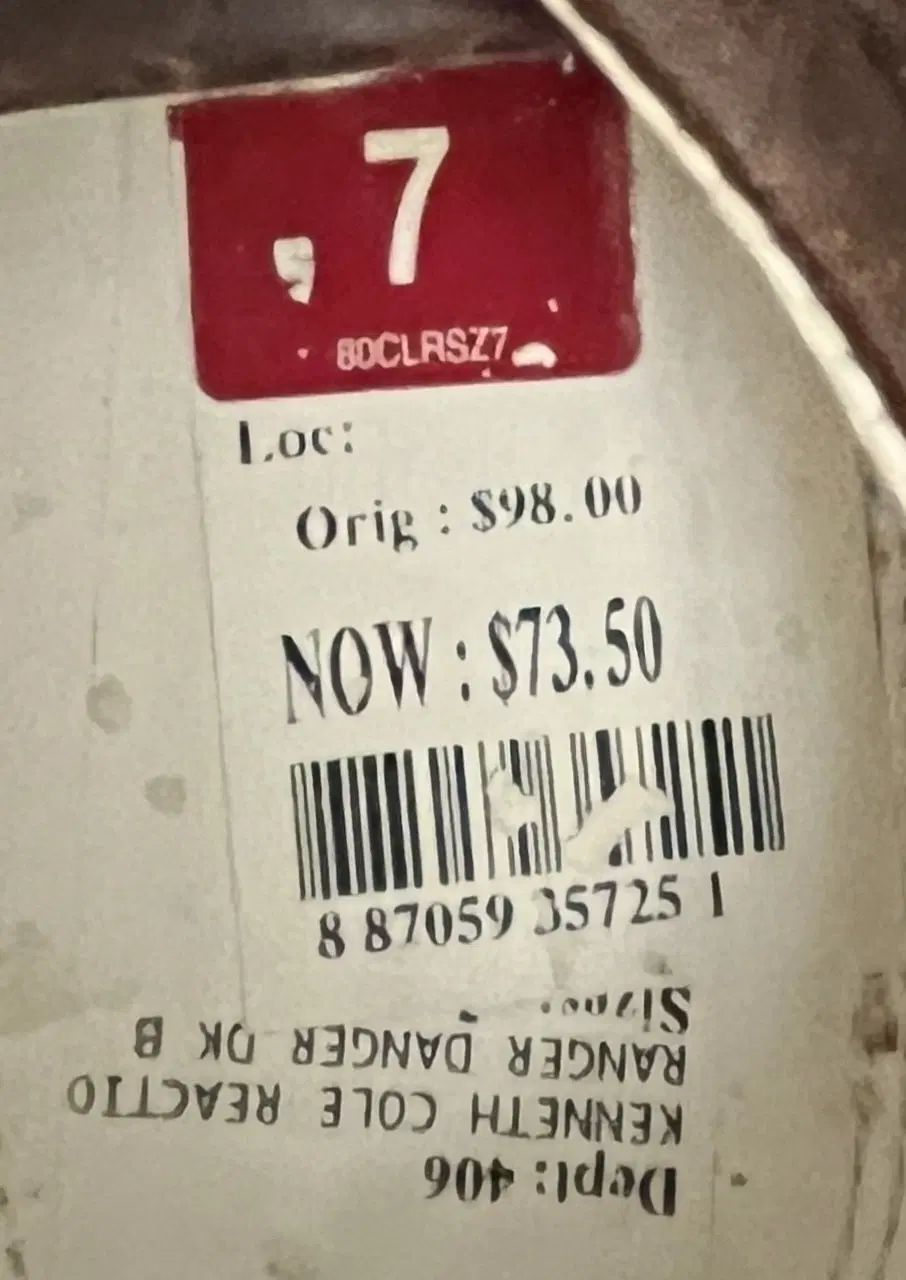 7
80CLRSZ7
Loc:
Orig : $98.00
NOW : $73.50
8 87059 35725 1
Dept: 406
KENNETH COLE REACTIO
RANGER DANGER DK B